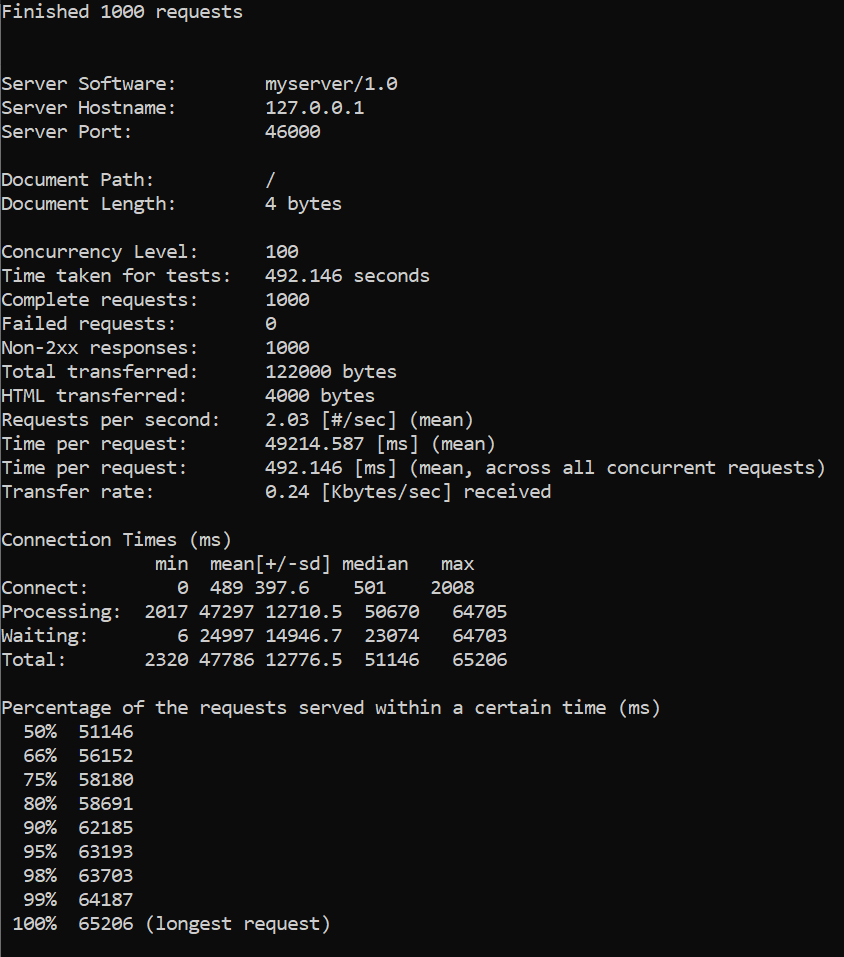 Finished 1000 requests
Server Software:        myserver/1.0
Server Hostname:        127.0.0.1
Server Port:            46000
Document Path:          /
Document Length:        4 bytes
Concurrency Level:      100
Time taken for tests:   492.146 seconds
Complete requests:      1000
Failed requests:        0
Non-2xx responses:      1000
Total transferred:      122000 bytes
HTML transferred:       4000 bytes
Requests per second:    2.03 [#/sec] (mean)
Time per request:       49214.587 [ms] (mean)
Time per request:       492.146 [ms] (mean, across all concurrent requests)
Transfer rate:          0.24 [Kbytes/sec] received
Connection Times (ms)
              min  mean[+/-sd] median   max
Connect:        0  489 397.6    501    2008
Processing:  2017 47297 12710.5  50670   64705
Waiting:        6 24997 14946.7  23074   64703
Total:       2320 47786 12776.5  51146   65206
Percentage of the requests served within a certain time (ms)
  50%  51146
  66%  56152
  75%  58180
  80%  58691
  90%  62185
  95%  63193
  98%  63703
  99%  64187
 100%  65206 (longest request)